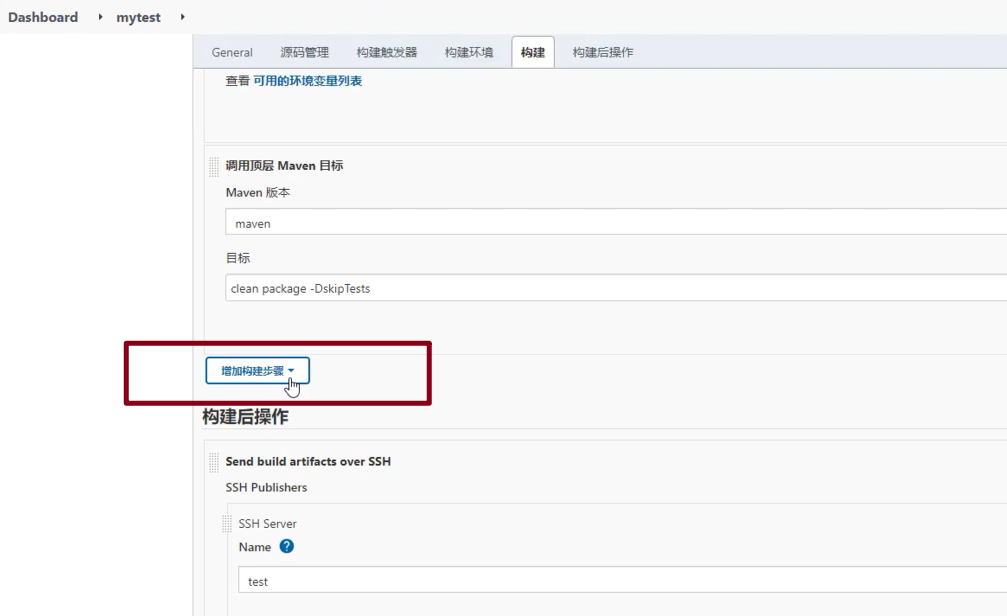 Dashboard mytest
General 源码管理 构建触发器 构建环境 构建 构建后操作
查看 可用的环境变量列表
调用顶层 Maven 目标
Maven 版本
maven
目标
clean package -DskipTests
增加构建步骤
构建后操作
Send build artifacts over SSH
SSH Publishers
SSH Server
Name ?
test